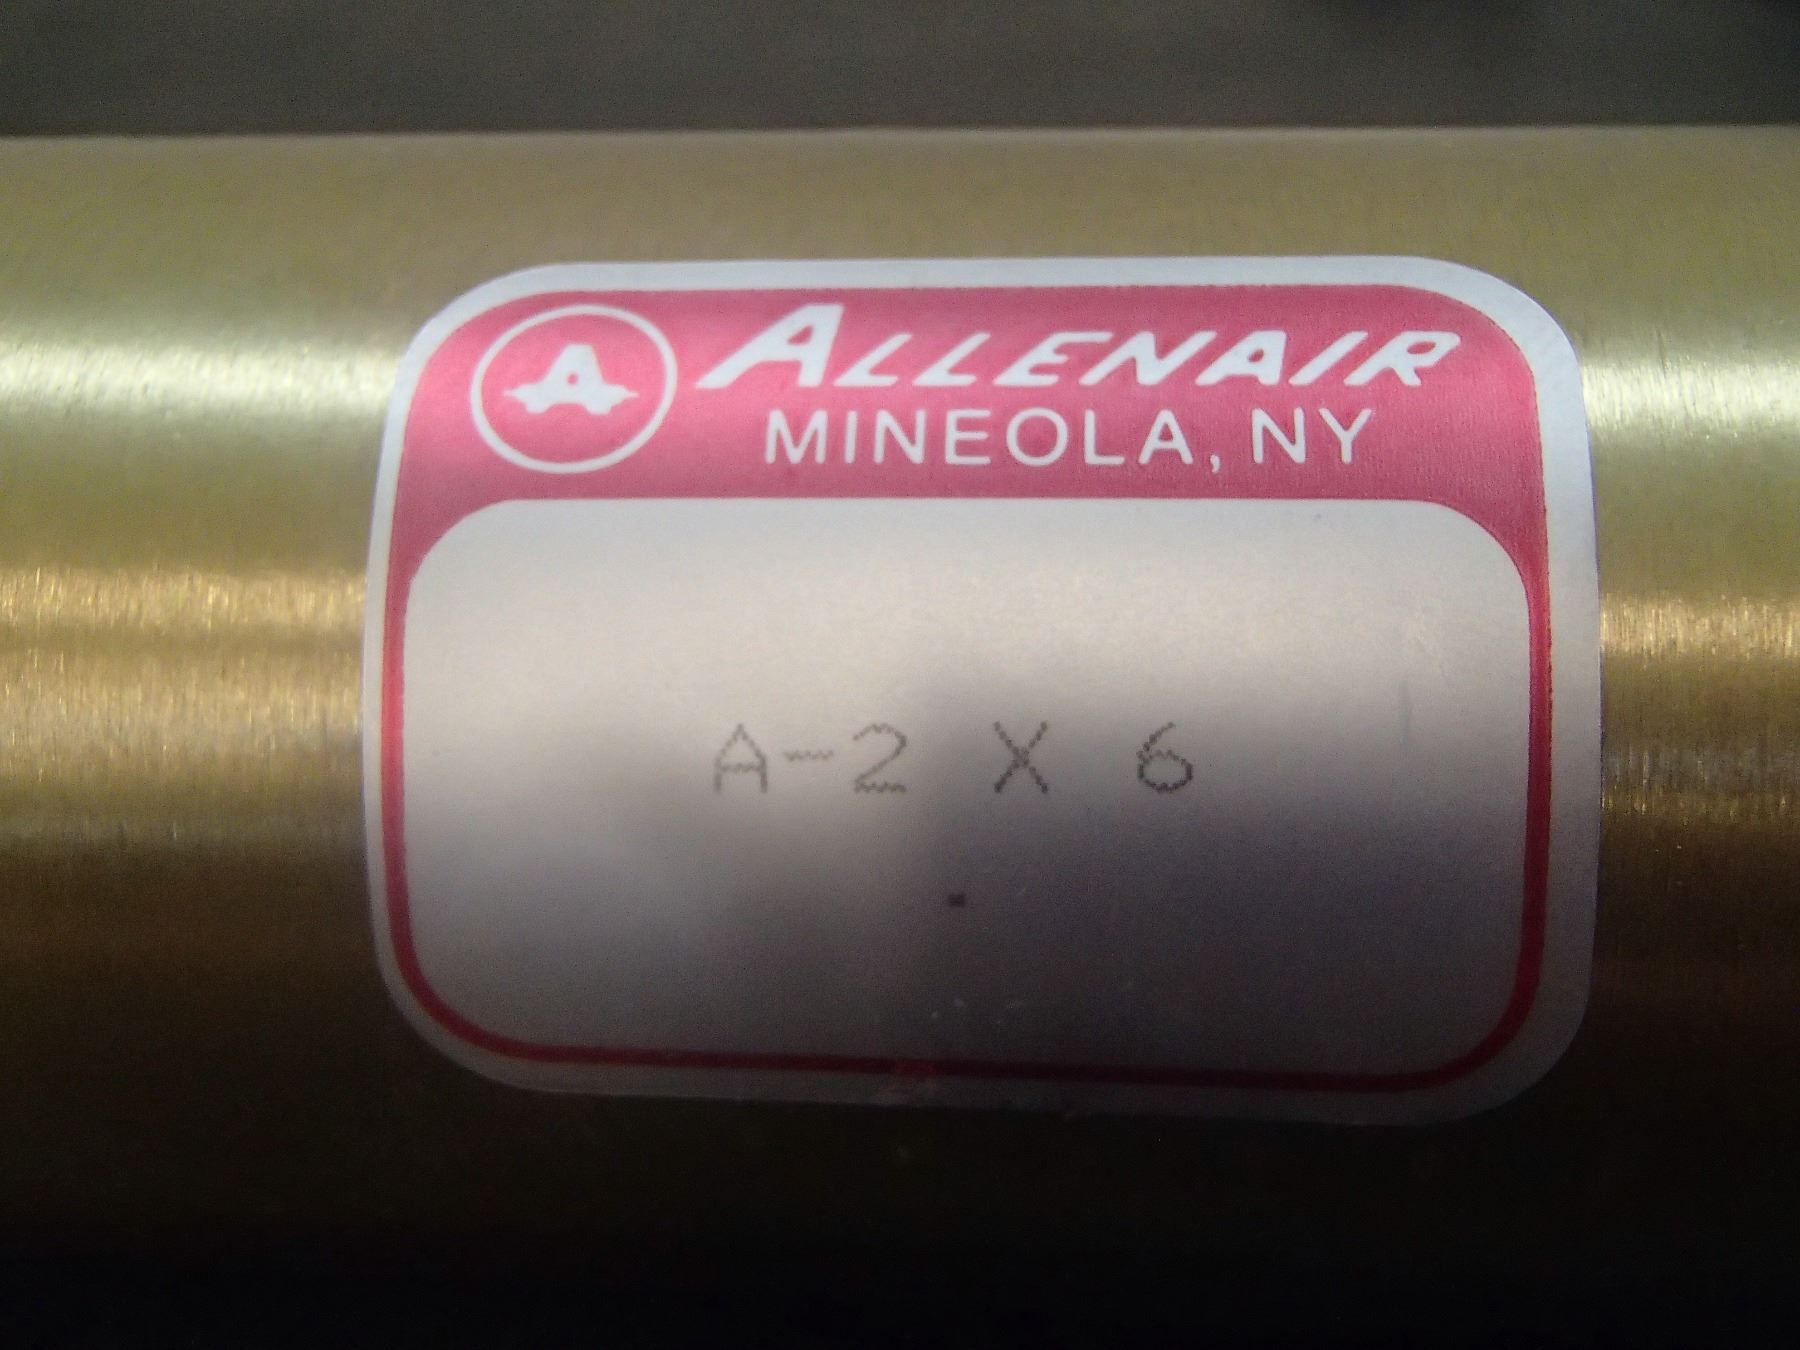 ALLENAIR
MINEOLA, NY
A-2 X 6